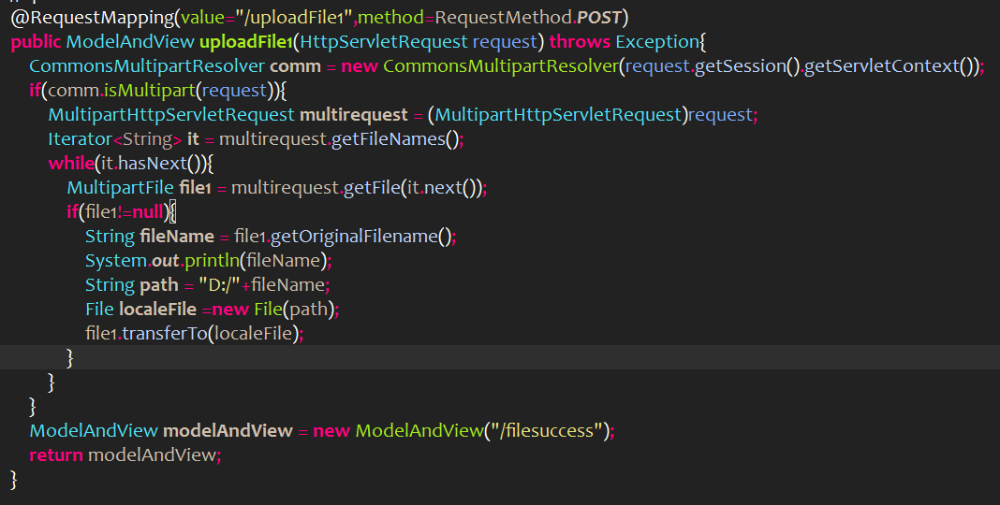 @RequestMapping(value="/uploadFile1",method=RequestMethod.POST)
public ModelAndView uploadFile1(HttpServletRequest request) throws Exception{
CommonsMultipartResolver comm = new CommonsMultipartResolver(request.getSession().getServletContext());
if(comm.isMultipart(request)){
MultipartHttpServletRequest multirequest = (MultipartHttpServletRequest)request;
Iterator<String> it = multirequest.getFileNames();
while(it.hasNext()){
MultipartFile file1 = multirequest.getFile(it.next());
if(file1!=null){
String fileName = file1.getOriginalFilename();
System.out.println(fileName);
String path = "D:/"+fileName;
File localeFile =new File(path);
file1.transferTo(localeFile);
}
}
}
ModelAndView modelAndView = new ModelAndView("/filesuccess");
return modelAndView;
}